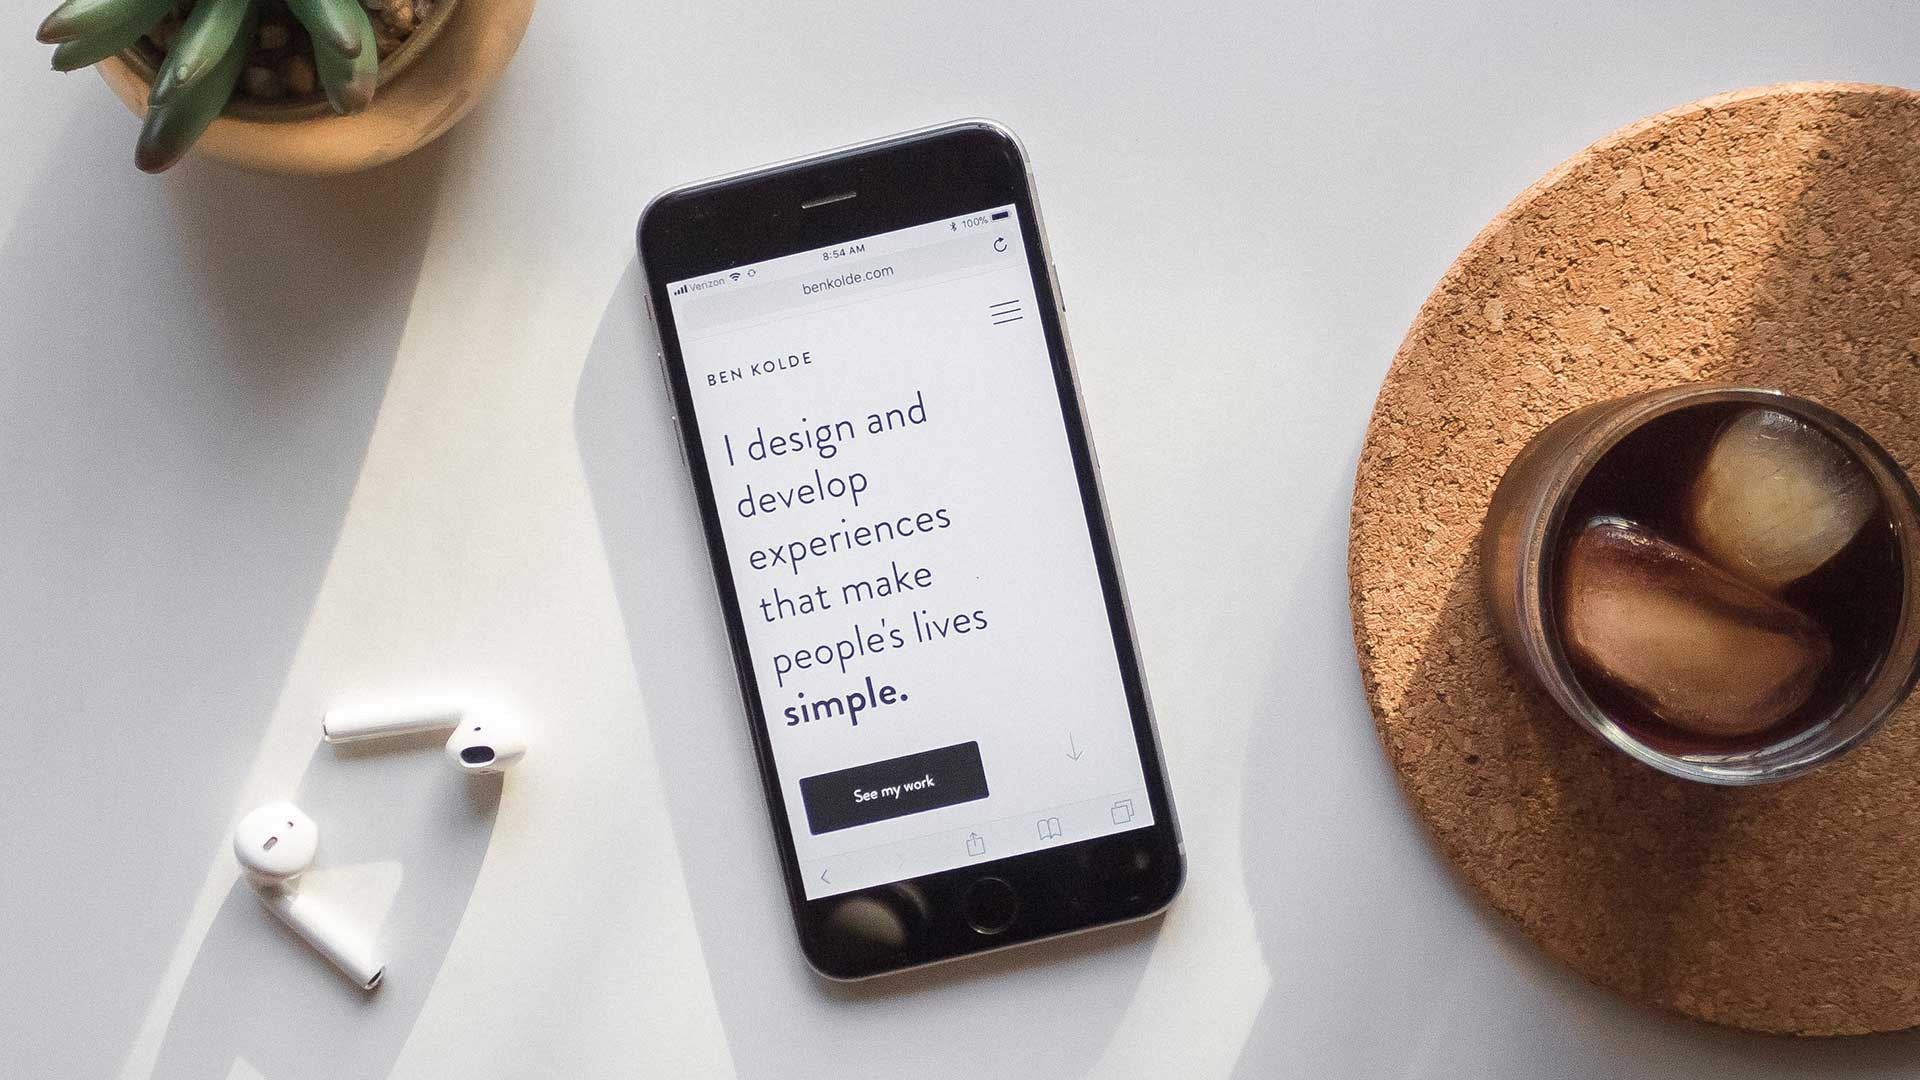 Verizon 8:54 AM 100%
benkolde.com
BEN KOLDE
I design and
develop
experiences
that make
people's lives
simple.
See my work